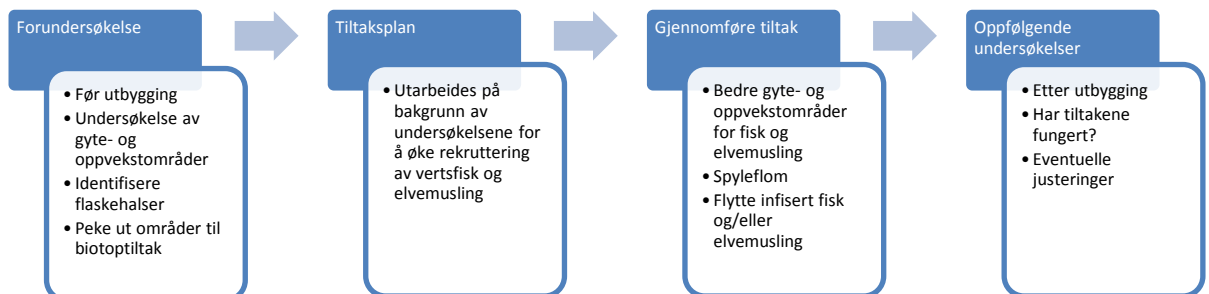 Forundersøkelse
• Før utbygging
• Undersøkelse av
gyte- og
oppvekstområder
• Identifisere
flaskehalser
• Peke ut områder til
biotoptiltak
Tiltaksplan
• Utarbeides på
bakgrunn av
undersøkelsene for
å øke rekruttering
av vertsfisk og
elvemusling
Gjennomføre tiltak
• Bedre gyte- og
oppvekstområder
for fisk og
elvemusling
• Spyleflom
• Flytte infisert fisk
og/eller
elvemusling
Oppfølgende
undersøkelser
• Etter utbygging
• Har tiltakene
fungert?
• Eventuelle
justeringer